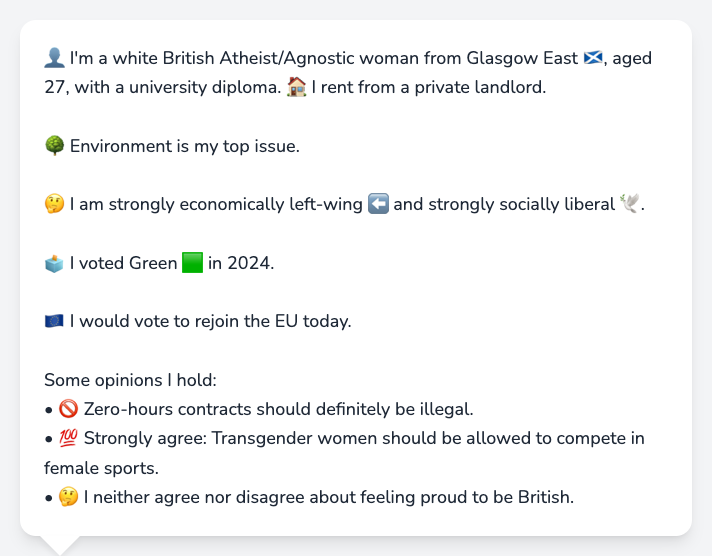 👤 I'm a white British Atheist/Agnostic woman from Glasgow East 🏴󠁧󠁢󠁳󠁣󠁴󠁿, aged
27, with a university diploma. 🏠 I rent from a private landlord.
🌳 Environment is my top issue.
🤔 I am strongly economically left-wing ⬅️ and strongly socially liberal 🕊️.
🗳️ I voted Green 🟩 in 2024.
🇪🇺 I would vote to rejoin the EU today.
Some opinions I hold:
• 🚫 Zero-hours contracts should definitely be illegal.
• 💯 Strongly agree: Transgender women should be allowed to compete in
female sports.
• 🤔 I neither agree nor disagree about feeling proud to be British.